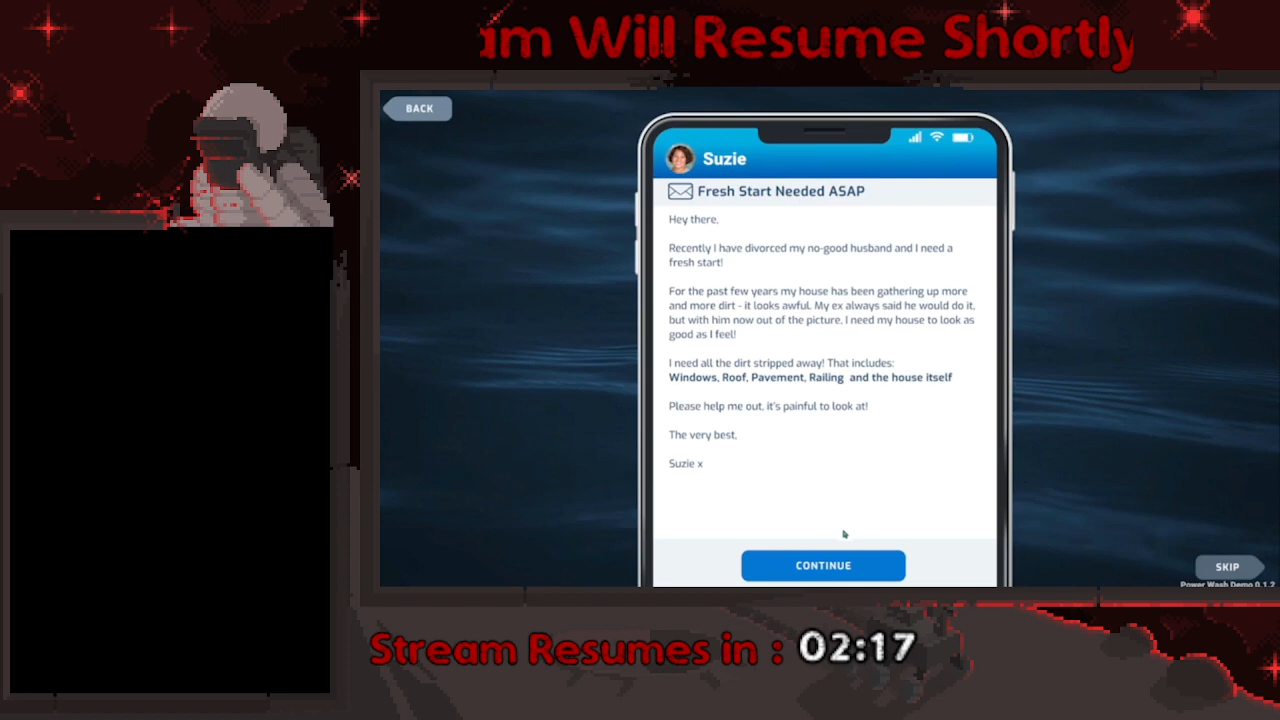 am Will Resume Shortly
BACK
Suzie
Fresh Start Needed ASAP
Hey there,
Recently I have divorced my no-good husband and I need a
fresh start!
For the past few years my house has been gathering up more
and more dirt - it looks awful. My ex always said he would do it,
but with him now out of the picture, I need my house to look as
good as I feel!
I need all the dirt stripped away! That includes:
Windows, Roof, Pavement, Railing and the house itself
Please help me out, it's painful to look at!
The very best,
Suzie x
CONTINUE
SKIP
Power Wash Demo 0.1.2
Stream Resumes in : 02:17